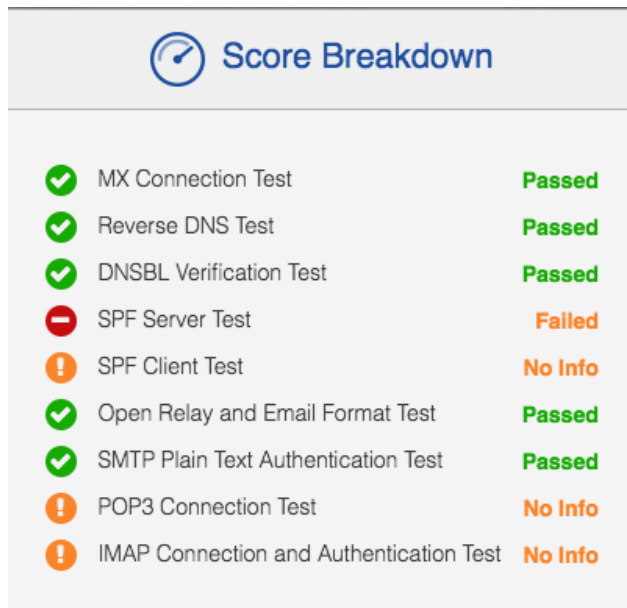 Score Breakdown
MX Connection Test Passed
Reverse DNS Test Passed
DNSBL Verification Test Passed
SPF Server Test Failed
SPF Client Test No Info
Open Relay and Email Format Test Passed
SMTP Plain Text Authentication Test Passed
POP3 Connection Test No Info
IMAP Connection and Authentication Test No Info